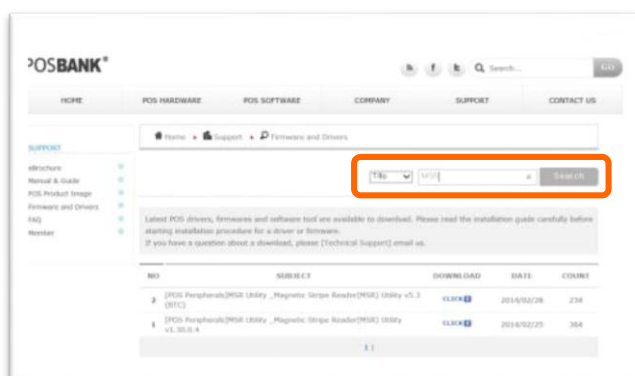 POSBANK®
Search...
GO
HOME POS HARDWARE POS SOFTWARE COMPANY SUPPORT CONTACT US
Home Support Firmware and Drivers
SUPPORT
eBrochure
Manual & Guide
POS Product Image
Firmware and Drivers
FAQ
Member
Title MSR Search
Latest POS drivers, firmwares and software tool are available to download. Please read the installation guide carefully before
starting installation procedure for a driver or firmware.
If you have a question about a download, please [Technical Support] email us.
NO SUBJECT DOWNLOAD DATE COUNT
2 [POS Peripherals]MSR Utility _Magnetic Stripe Reader(MSR) Utility v5.3
(BTC) CLICK 2014/02/28 234
1 [POS Peripherals]MSR Utility _Magnetic Stripe Reader(MSR) Utility
v1.30.0.4 CLICK 2014/02/25 364
1 |